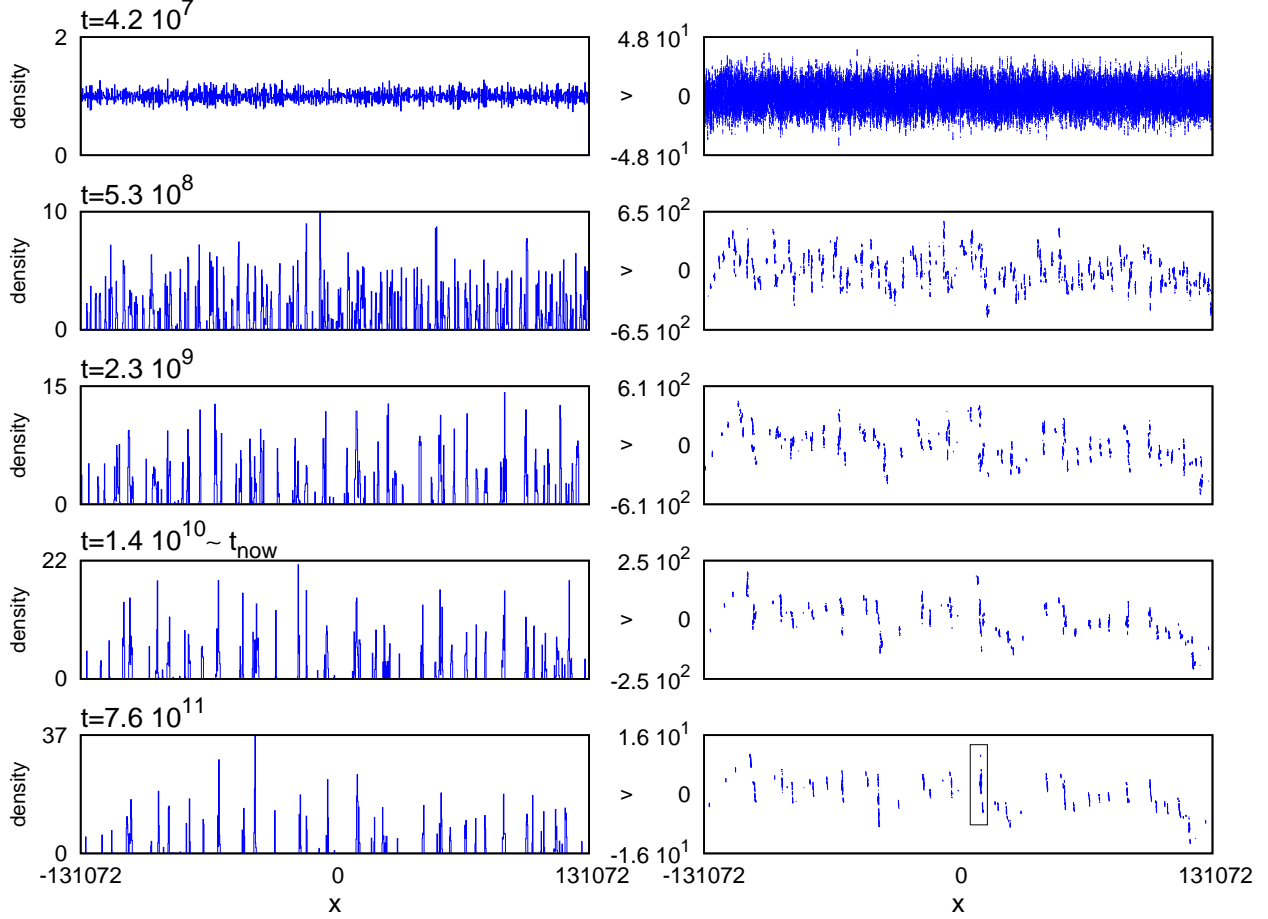 t=4.2 10^7
2
density
0
4.8 10^1
v
0
-4.8 10^1
t=5.3 10^8
10
density
0
6.5 10^2
v
0
-6.5 10^2
t=2.3 10^9
15
density
0
6.1 10^2
v
0
-6.1 10^2
t=1.4 10^10 ~ t_now
22
density
0
2.5 10^2
v
0
-2.5 10^2
t=7.6 10^11
37
density
0
1.6 10^1
v
0
-1.6 10^1
-131072 0 131072
x
-131072 0 131072
x